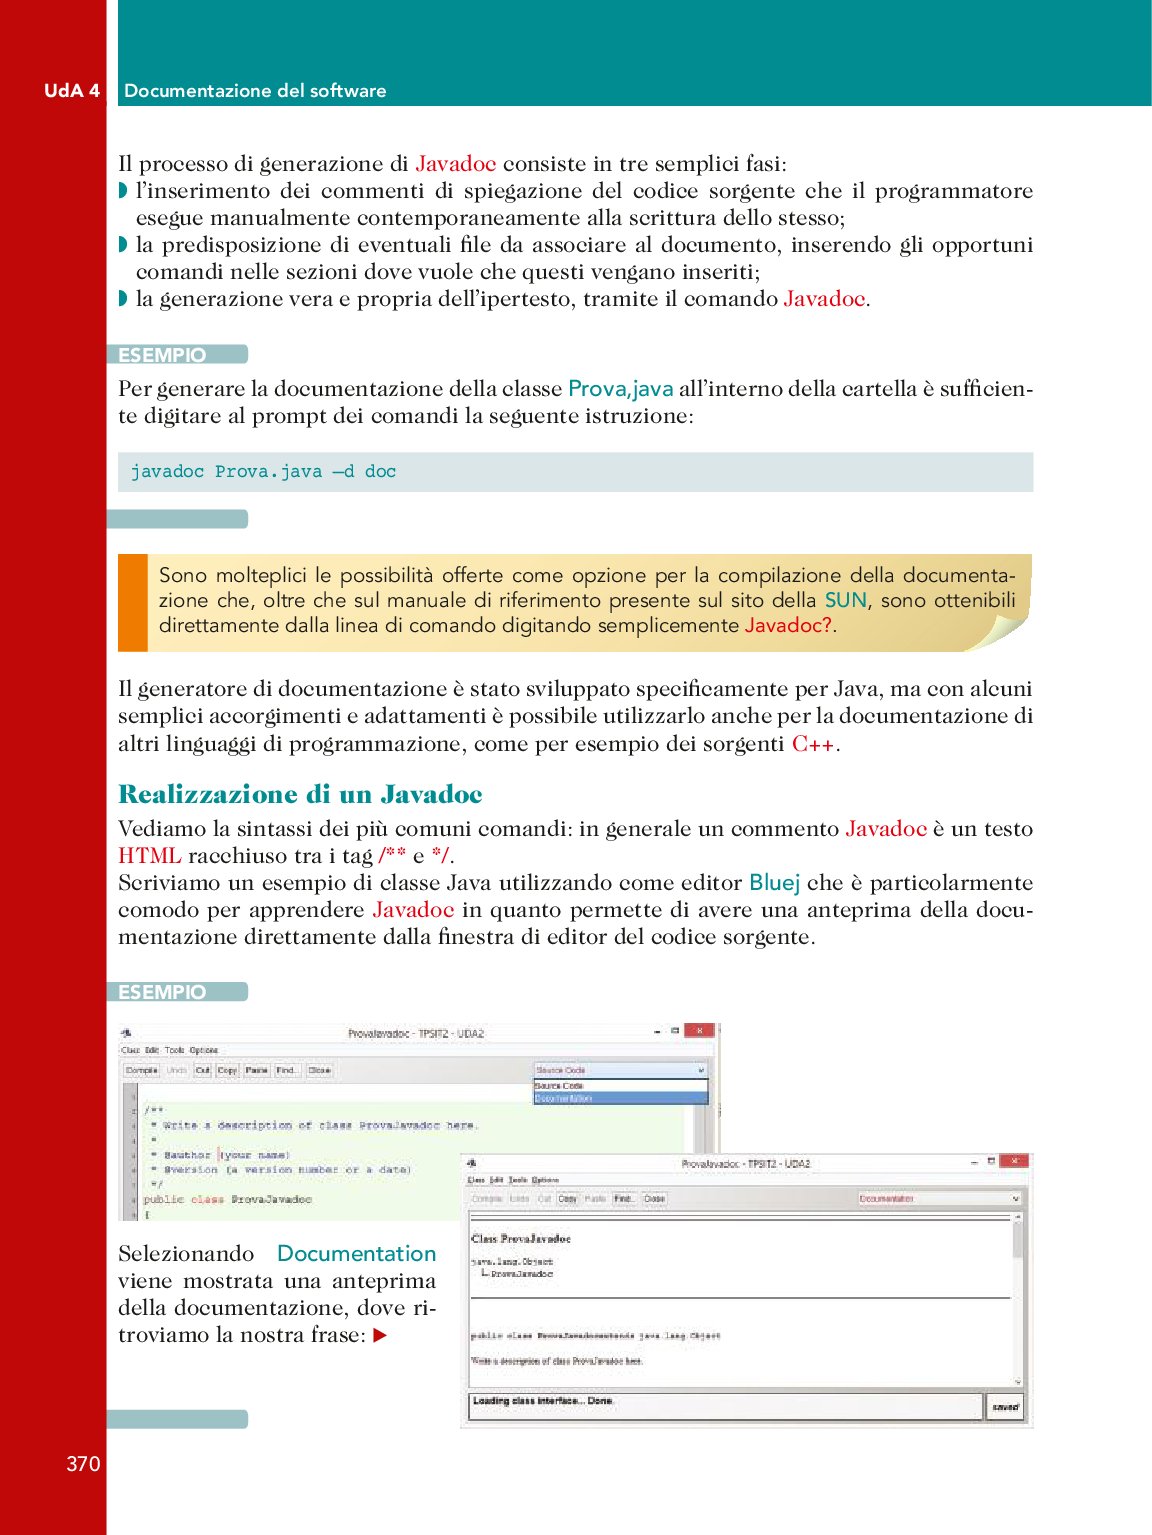 UdA 4 Documentazione del software
Il processo di generazione di Javadoc consiste in tre semplici fasi:
◗ l'inserimento dei commenti di spiegazione del codice sorgente che il programmatore
esegue manualmente contemporaneamente alla scrittura dello stesso;
◗ la predisposizione di eventuali file da associare al documento, inserendo gli opportuni
comandi nelle sezioni dove vuole che questi vengano inseriti;
◗ la generazione vera e propria dell'ipertesto, tramite il comando Javadoc.
ESEMPIO
Per generare la documentazione della classe Prova,java all'interno della cartella è sufficien-
te digitare al prompt dei comandi la seguente istruzione:
javadoc Prova.java –d doc
Sono molteplici le possibilità offerte come opzione per la compilazione della documenta-
zione che, oltre che sul manuale di riferimento presente sul sito della SUN, sono ottenibili
direttamente dalla linea di comando digitando semplicemente Javadoc?.
Il generatore di documentazione è stato sviluppato specificamente per Java, ma con alcuni
semplici accorgimenti e adattamenti è possibile utilizzarlo anche per la documentazione di
altri linguaggi di programmazione, come per esempio dei sorgenti C++.
Realizzazione di un Javadoc
Vediamo la sintassi dei più comuni comandi: in generale un commento Javadoc è un testo
HTML racchiuso tra i tag /** e */.
Scriviamo un esempio di classe Java utilizzando come editor Bluej che è particolarmente
comodo per apprendere Javadoc in quanto permette di avere una anteprima della docu-
mentazione direttamente dalla finestra di editor del codice sorgente.
ESEMPIO
ProvaJavadoc - TPSIT2 - UDA2
Class Edit Tools Options
Compile Undo Cut Copy Paste Find... Close Source Code
Source Code
Documentation
/**
* Write a description of class ProvaJavadoc here.
*
* @author (your name)
* @version (a version number or a date)
*/
public class ProvaJavadoc
{
ProvaJavadoc - TPSIT2 - UDA2
Class Edit Tools Options
Compile Undo Cut Copy Paste Find... Close Documentation
Class ProvaJavadoc
java.lang.Object
ProvaJavadoc
public class ProvaJavadocextends java.lang.Object
Write a description of class ProvaJavadoc here.
Loading class interface... Done.
saved
Selezionando Documentation
viene mostrata una anteprima
della documentazione, dove ri-
troviamo la nostra frase: ►
370